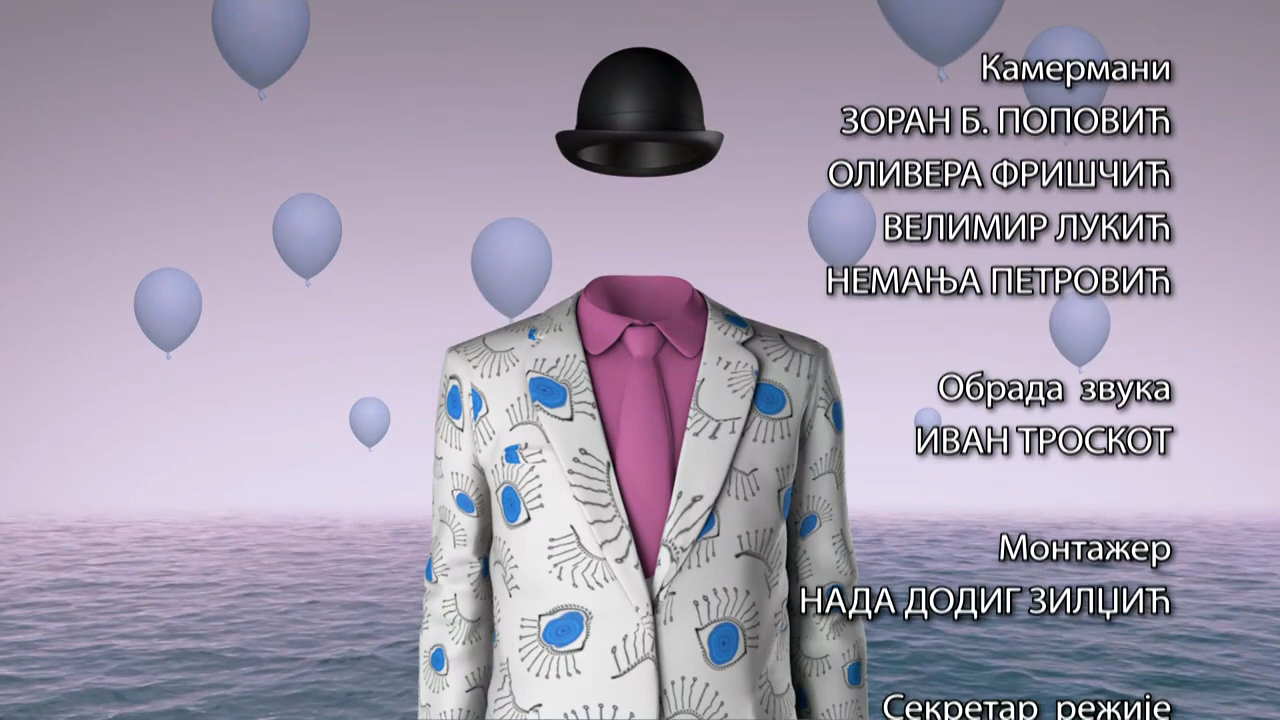 Камермани
ЗОРАН Б. ПОПОВИЋ
ОЛИВЕРА ФРИШЧИЋ
ВЕЛИМИР ЛУКИЋ
НЕМАЊА ПЕТРОВИЋ
Обрада звука
ИВАН ТРОСКОТ
Монтажер
НАДА ДОДИГ ЗИЛЏИЋ
Секретар режије